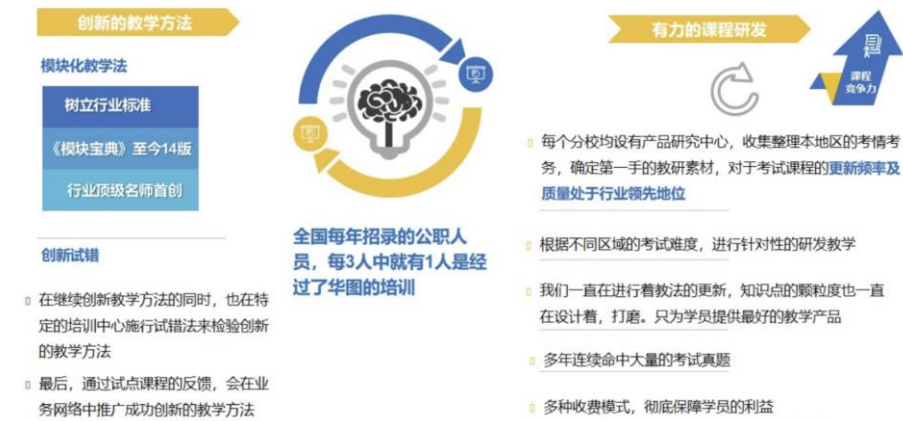 创新的教学方法
模块化教学法
树立行业标准
《模块宝典》至今14版
行业顶级名师首创
创新试错
在继续创新教学方法的同时，也在特
定的培训中心施行试错法来检验创新
的教学方法
最后，通过试点课程的反馈，会在业
务网络中推广成功创新的教学方法
全国每年招录的公职人
员，每3人中就有1人是经
过了华图的培训
有力的课程研发
课程
竞争力
每个分校均设有产品研究中心，收集整理本地区的考情考
务，确定第一手的教研素材，对于考试课程的更新频率及
质量处于行业领先地位
根据不同区域的考试难度，进行针对性的研发教学
我们一直在进行着教法的更新，知识点的颗粒度也一直
在设计着，打磨。只为学员提供最好的教学产品
多年连续命中大量的考试真题
多种收费模式，彻底保障学员的利益